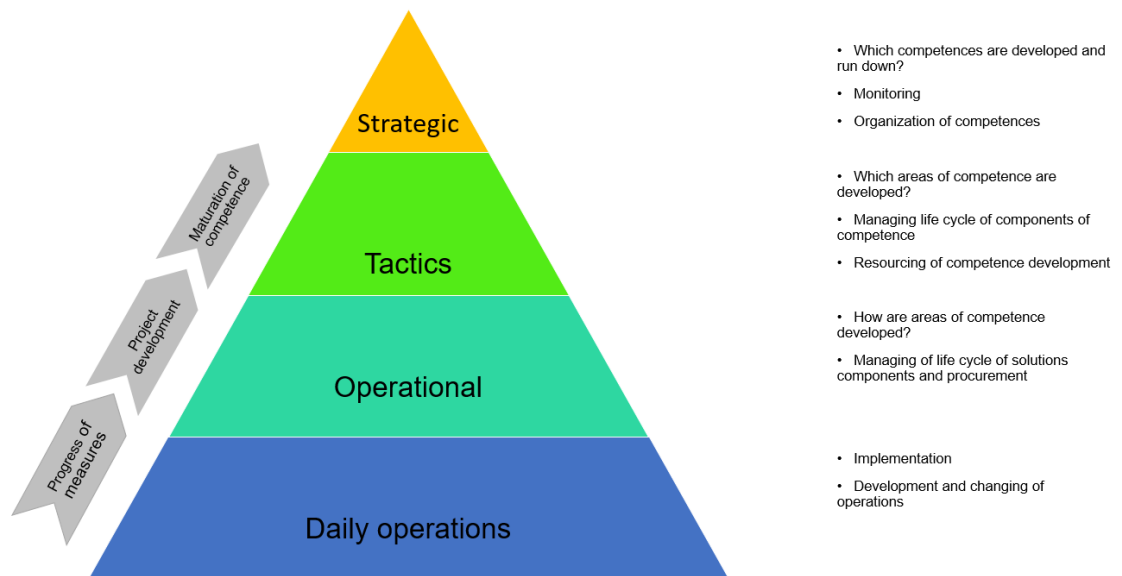 Strategic
Tactics
Operational
Daily operations
Maturation of
competence
Project
development
Progress of
measures
• Which competences are developed and
run down?
• Monitoring
• Organization of competences
• Which areas of competence are
developed?
• Managing life cycle of components of
competence
• Resourcing of competence development
• How are areas of competence
developed?
• Managing of life cycle of solutions
components and procurement
• Implementation
• Development and changing of
operations